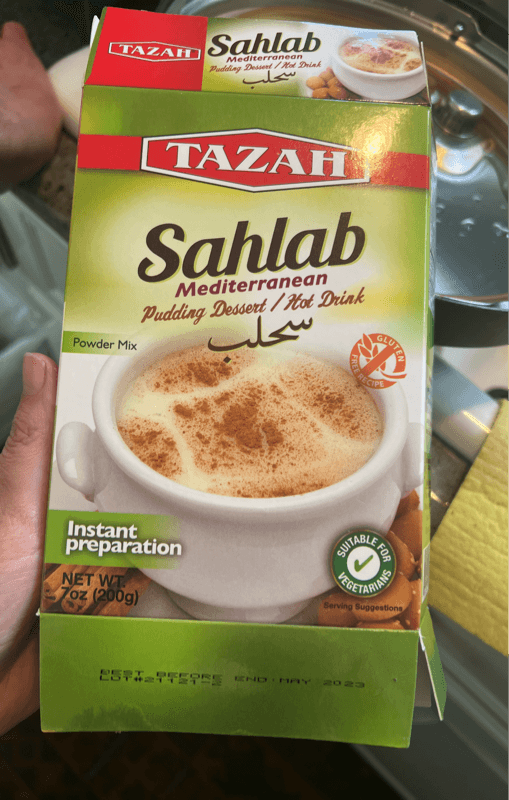 TAZAH
Sahlab
Mediterranean
Pudding Dessert / Hot Drink
سحلب
TAZAH
Sahlab
Mediterranean
Pudding Dessert / Hot Drink
سحلب
Powder Mix
GLUTEN
FREE
RECIPE
Instant
preparation
SUITABLE FOR
VEGETARIANS
NET WT.
7oz (200g)
Serving Suggestions
BEST BEFORE END MAY 2023
LOT#21121-2